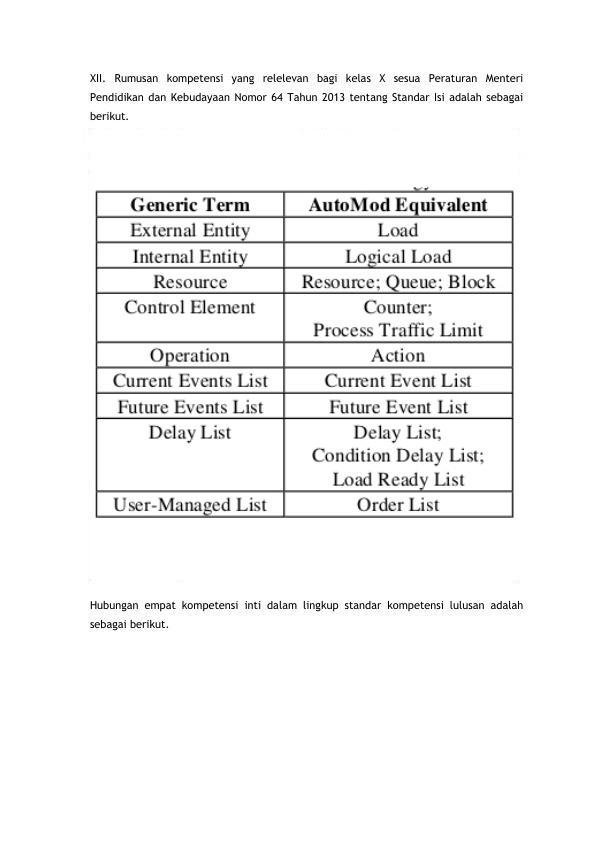 XII. Rumusan kompetensi yang relelevan bagi kelas X sesua Peraturan Menteri
Pendidikan dan Kebudayaan Nomor 64 Tahun 2013 tentang Standar Isi adalah sebagai
berikut.
Generic Term AutoMod Equivalent
External Entity Load
Internal Entity Logical Load
Resource Resource; Queue; Block
Control Element Counter;
Process Traffic Limit
Operation Action
Current Events List Current Event List
Future Events List Future Event List
Delay List Delay List;
Condition Delay List;
Load Ready List
User-Managed List Order List
Hubungan empat kompetensi inti dalam lingkup standar kompetensi lulusan adalah
sebagai berikut.